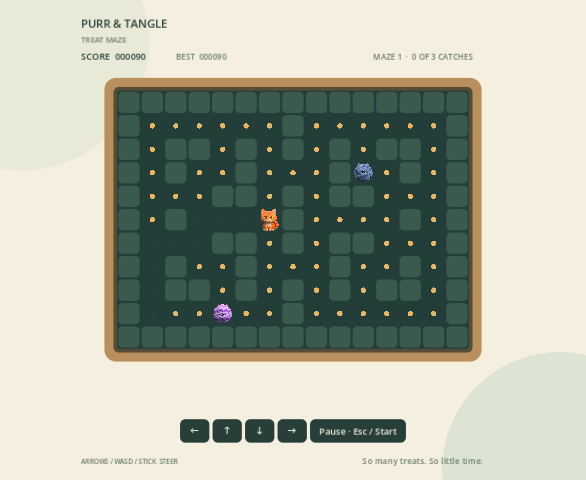 PURR & TANGLE
TREAT MAZE
SCORE 000090 BEST 000090 MAZE 1 · 0 OF 3 CATCHES
← ↑ ↓ → Pause · Esc / Start
ARROWS / WASD / STICK STEER So many treats. So little time.